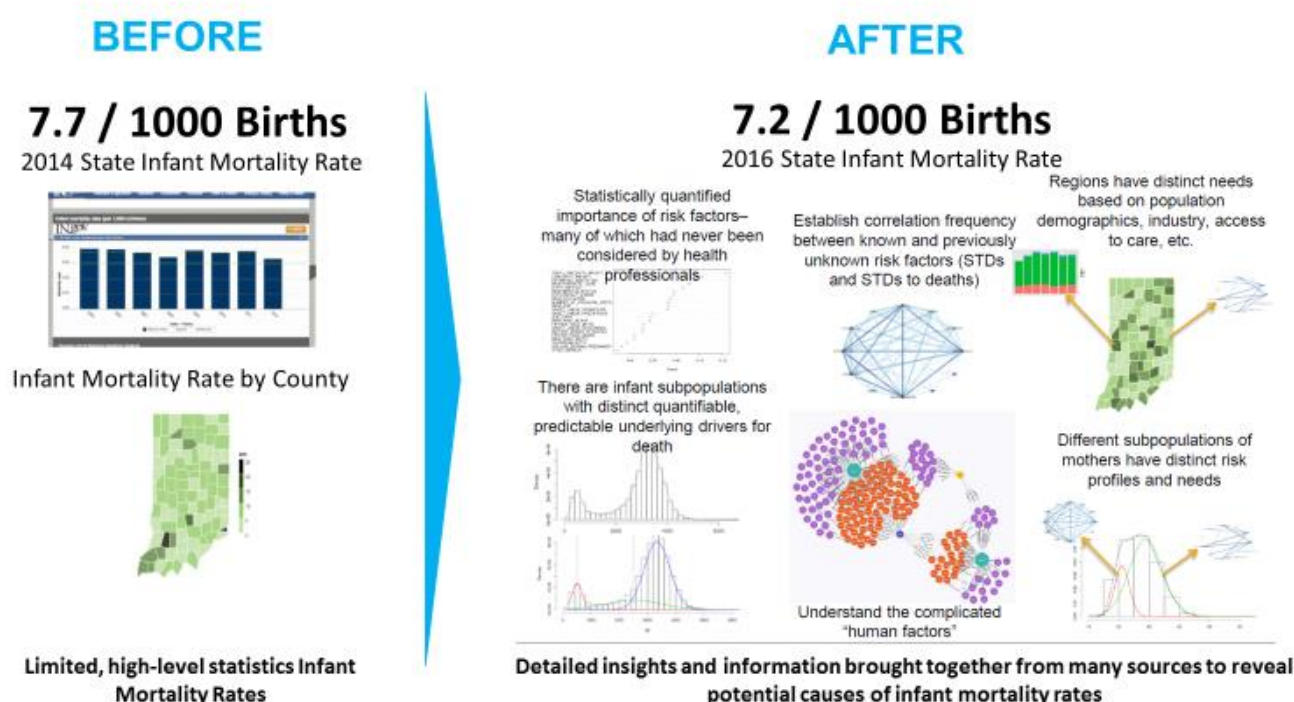 BEFORE
7.7 / 1000 Births
2014 State Infant Mortality Rate
Infant Mortality Rate by County
Limited, high-level statistics Infant
Mortality Rates
AFTER
7.2 / 1000 Births
2016 State Infant Mortality Rate
Statistically quantified
importance of risk factors–
many of which had never been
considered by health
professionals
There are infant subpopulations
with distinct quantifiable,
predictable underlying drivers for
death
Establish correlation frequency
between known and previously
unknown risk factors (STDs
and STDs to deaths)
Understand the complicated
"human factors"
Regions have distinct needs
based on population
demographics, industry, access
to care, etc.
Different subpopulations of
mothers have distinct risk
profiles and needs
Detailed insights and information brought together from many sources to reveal
potential causes of infant mortality rates